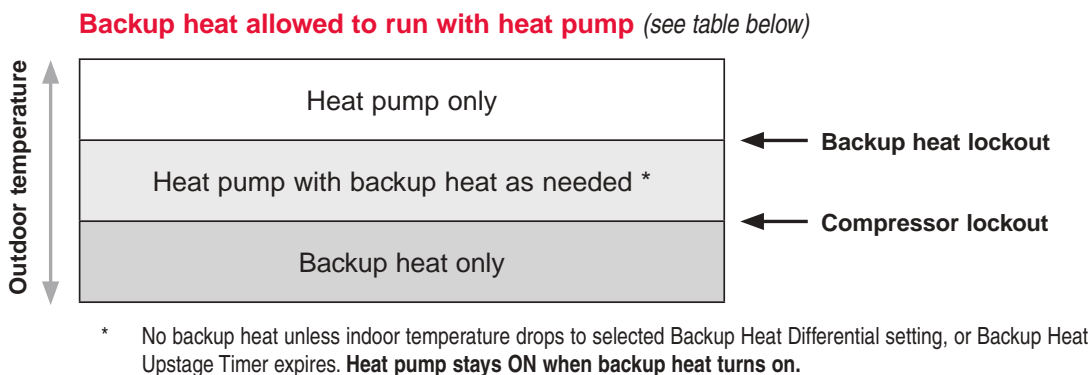 Backup heat allowed to run with heat pump (see table below)
Outdoor temperature
Heat pump only
Backup heat lockout
Heat pump with backup heat as needed *
Compressor lockout
Backup heat only
* No backup heat unless indoor temperature drops to selected Backup Heat Differential setting, or Backup Heat
Upstage Timer expires. Heat pump stays ON when backup heat turns on.